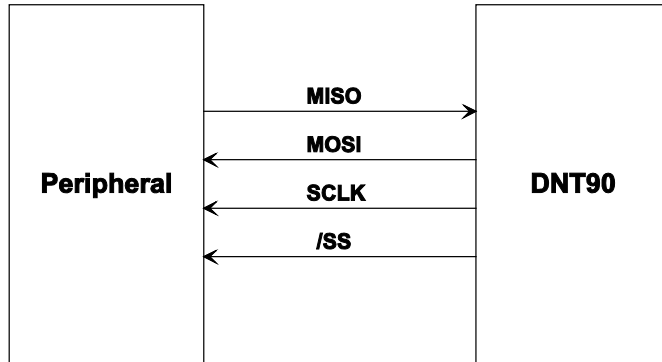 MISO
MOSI
Peripheral
DNT90
SCLK
/SS